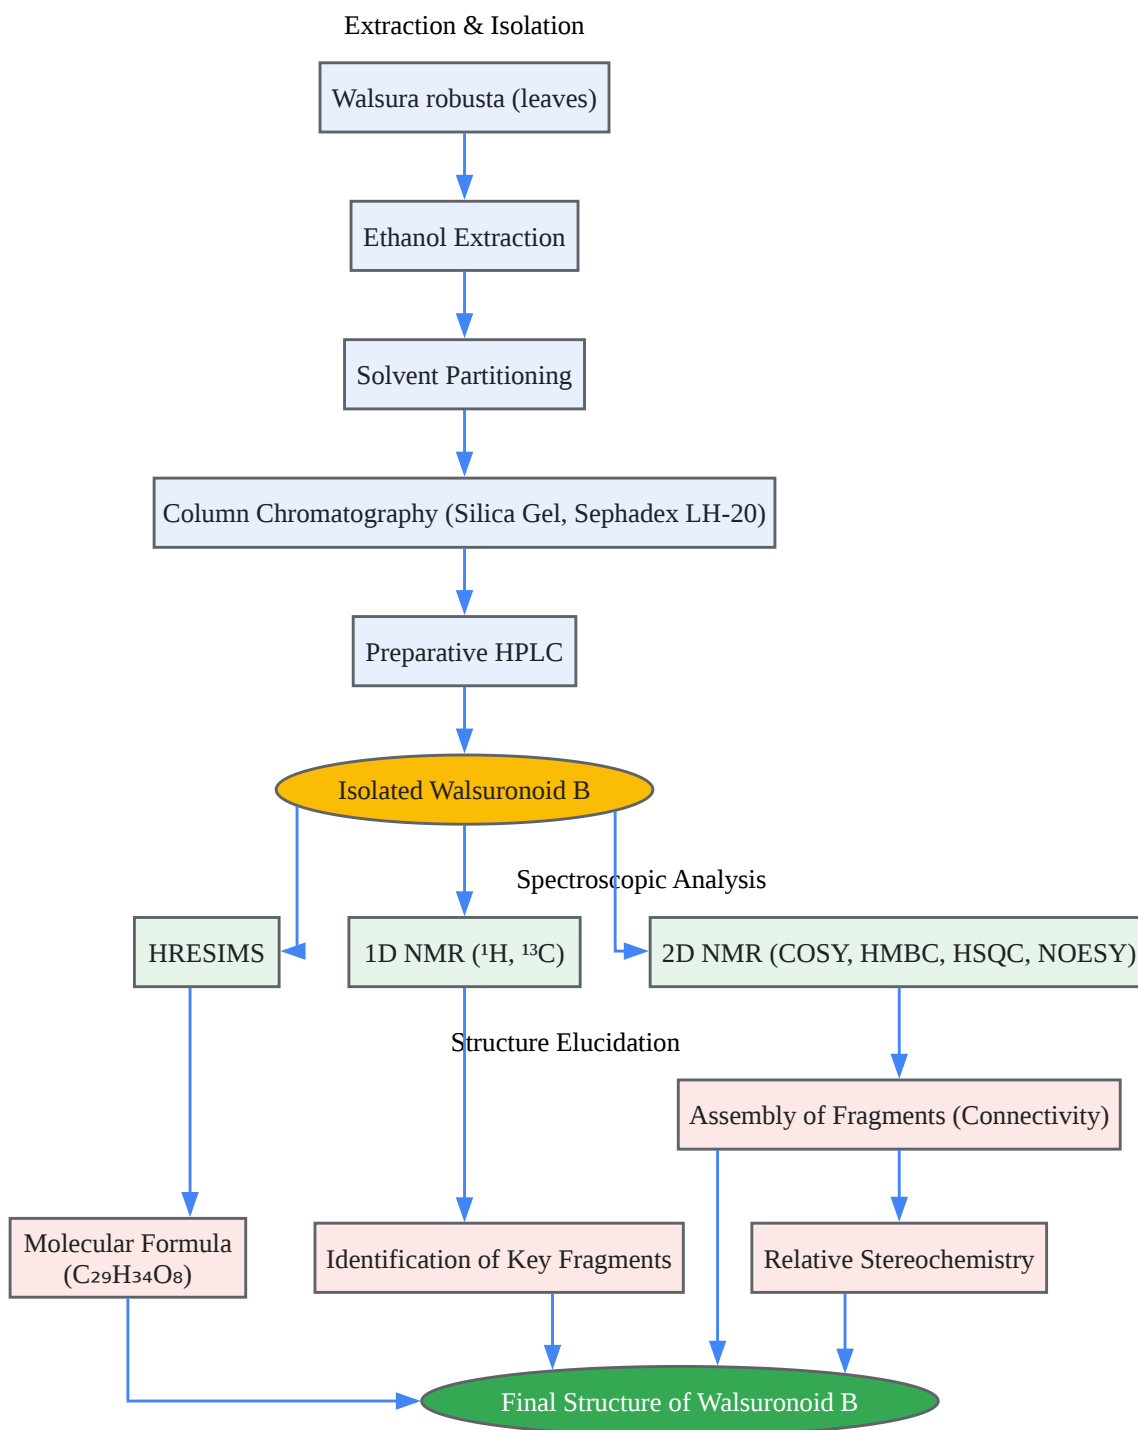 Extraction & Isolation
Walsura robusta (leaves)
Ethanol Extraction
Solvent Partitioning
Column Chromatography (Silica Gel, Sephadex LH-20)
Preparative HPLC
Isolated Walsuronoid B
Spectroscopic Analysis
HRESIMS
1D NMR (¹H, ¹³C)
2D NMR (COSY, HMBC, HSQC, NOESY)
Structure Elucidation
Assembly of Fragments (Connectivity)
Molecular Formula
(C₂₉H₃₄O₈)
Identification of Key Fragments
Relative Stereochemistry
Final Structure of Walsuronoid B